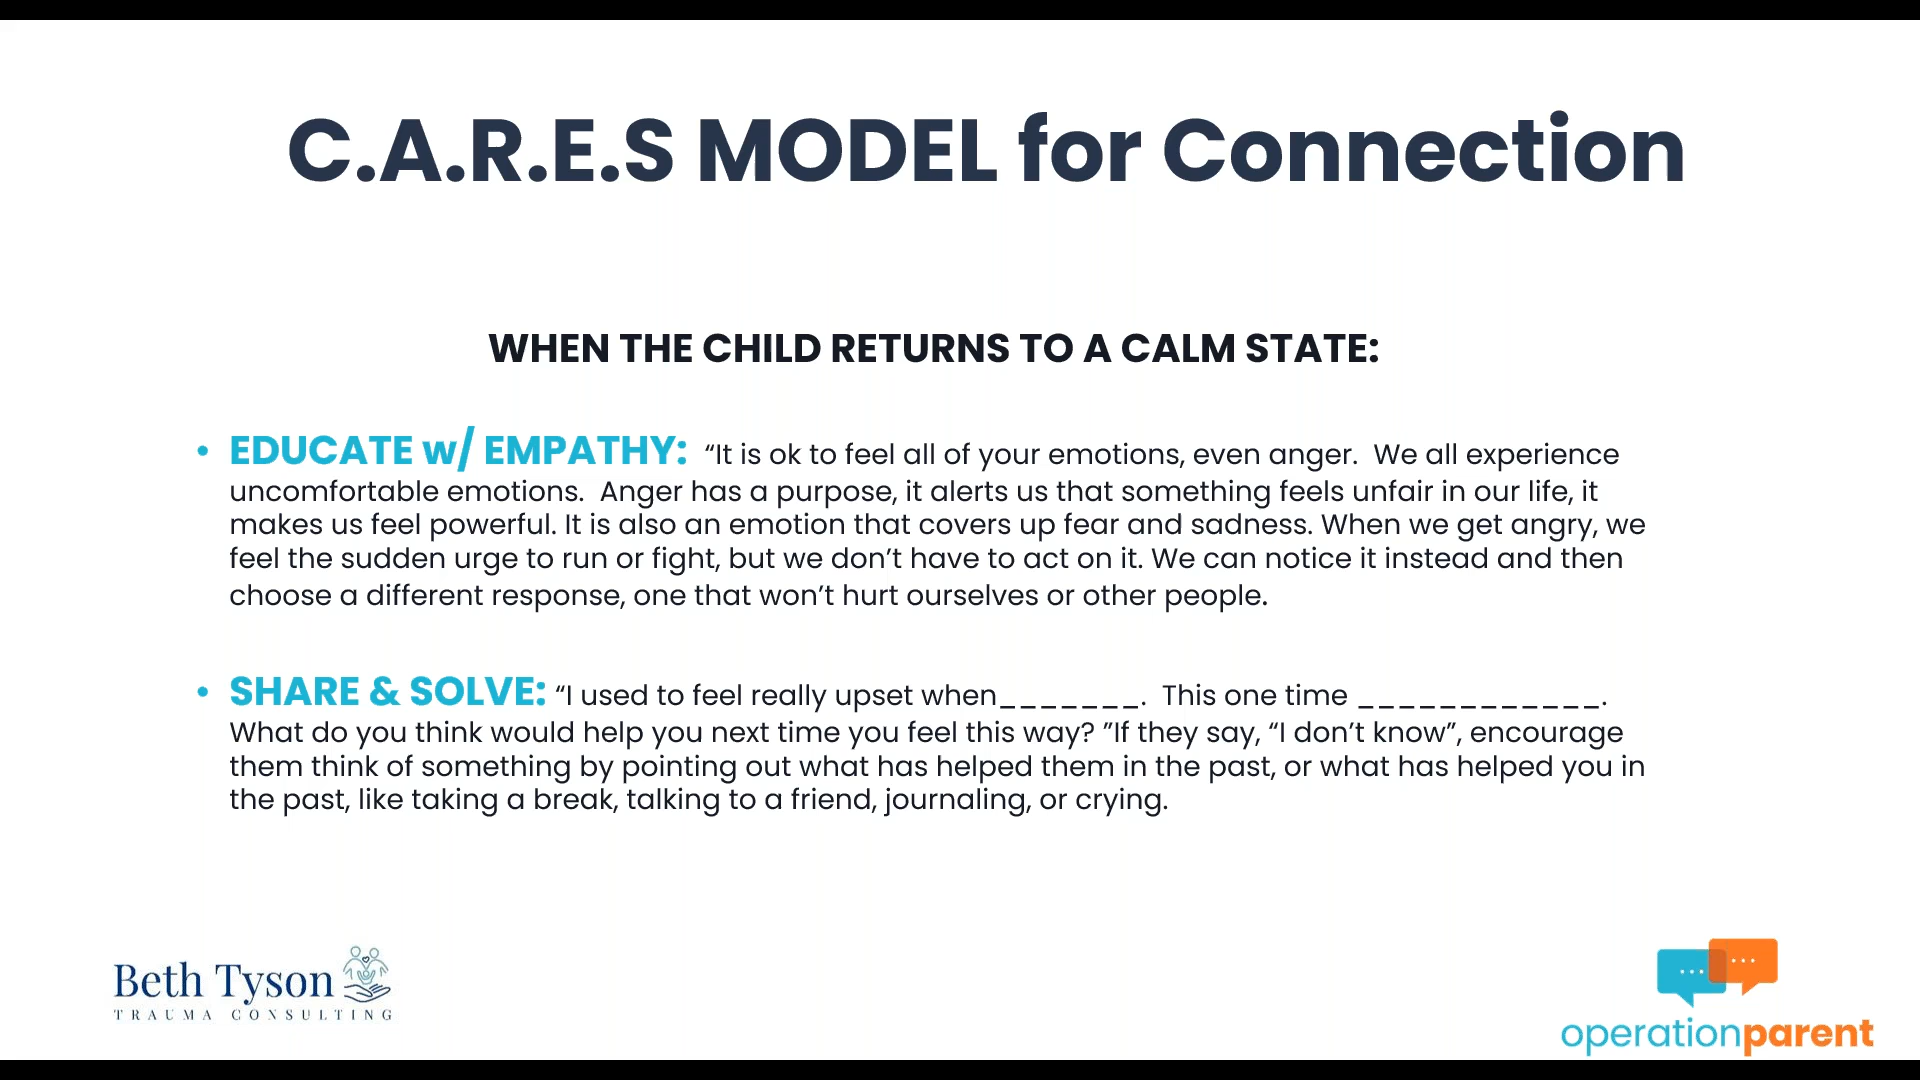 C.A.R.E.S MODEL for Connection
WHEN THE CHILD RETURNS TO A CALM STATE:
• EDUCATE w/ EMPATHY:  “It is ok to feel all of your emotions, even anger.  We all experience
uncomfortable emotions.  Anger has a purpose, it alerts us that something feels unfair in our life, it
makes us feel powerful. It is also an emotion that covers up fear and sadness. When we get angry, we
feel the sudden urge to run or fight, but we don’t have to act on it. We can notice it instead and then
choose a different response, one that won’t hurt ourselves or other people.
• SHARE & SOLVE: “I used to feel really upset when_______.  This one time ____________.
What do you think would help you next time you feel this way? ”If they say, “I don’t know”, encourage
them think of something by pointing out what has helped them in the past, or what has helped you in
the past, like taking a break, talking to a friend, journaling, or crying.
Beth Tyson
TRAUMA CONSULTING
operationparent